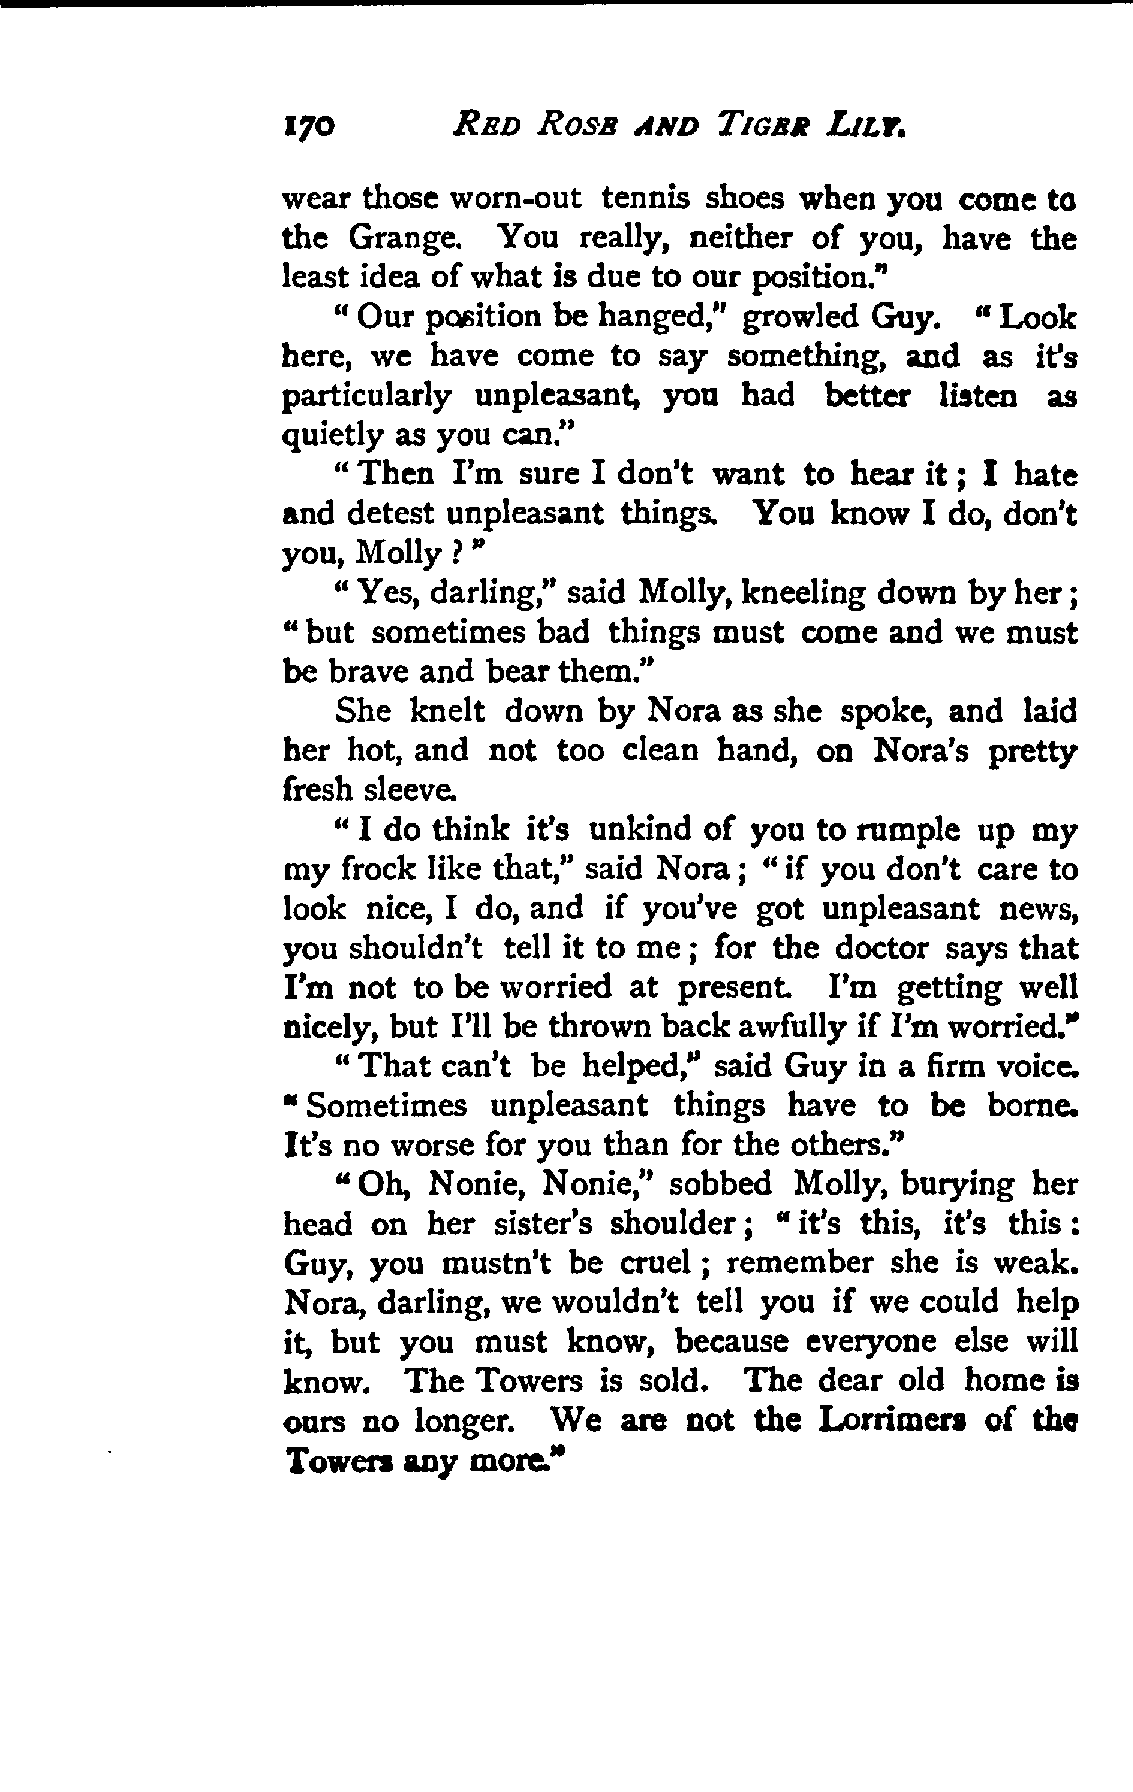 170 RED ROSE AND TIGER LILY.
wear those worn-out tennis shoes when you come to
the Grange. You really, neither of you, have the
least idea of what is due to our position."
" Our position be hanged," growled Guy. " Look
here, we have come to say something, and as it's
particularly unpleasant, you had better listen as
quietly as you can."
" Then I'm sure I don't want to hear it ; I hate
and detest unpleasant things. You know I do, don't
you, Molly ? "
" Yes, darling," said Molly, kneeling down by her ;
" but sometimes bad things must come and we must
be brave and bear them."
She knelt down by Nora as she spoke, and laid
her hot, and not too clean hand, on Nora's pretty
fresh sleeve.
" I do think it's unkind of you to rumple up my
my frock like that," said Nora ; " if you don't care to
look nice, I do, and if you've got unpleasant news,
you shouldn't tell it to me ; for the doctor says that
I'm not to be worried at present. I'm getting well
nicely, but I'll be thrown back awfully if I'm worried."
" That can't be helped," said Guy in a firm voice.
" Sometimes unpleasant things have to be borne.
It's no worse for you than for the others."
" Oh, Nonie, Nonie," sobbed Molly, burying her
head on her sister's shoulder ; " it's this, it's this :
Guy, you mustn't be cruel ; remember she is weak.
Nora, darling, we wouldn't tell you if we could help
it, but you must know, because everyone else will
know. The Towers is sold. The dear old home is
ours no longer. We are not the Lorrimers of the
Towers any more."